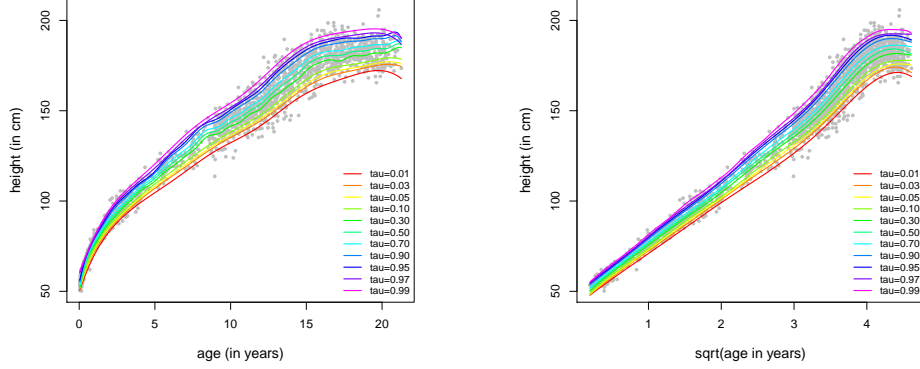 200
150
100
50
height (in cm)
0 5 10 15 20
age (in years)
tau=0.01
tau=0.03
tau=0.05
tau=0.10
tau=0.30
tau=0.50
tau=0.70
tau=0.90
tau=0.95
tau=0.97
tau=0.99
200
150
100
50
height (in cm)
1 2 3 4
sqrt(age in years)
tau=0.01
tau=0.03
tau=0.05
tau=0.10
tau=0.30
tau=0.50
tau=0.70
tau=0.90
tau=0.95
tau=0.97
tau=0.99